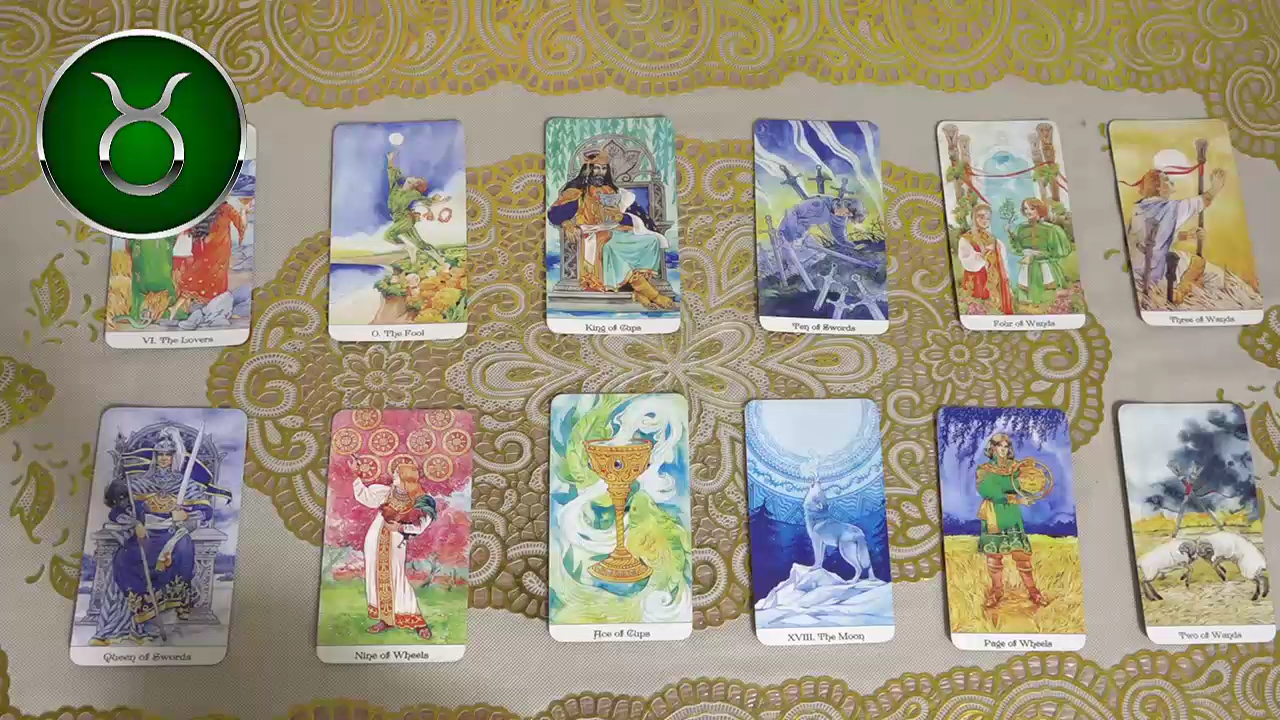 VI. The Lovers
0. The Fool
King of Cups
Ten of Swords
Four of Wands
Three of Wands
Queen of Swords
Nine of Wheels
Ace of Cups
XVIII. The Moon
Page of Wheels
Two of Wands